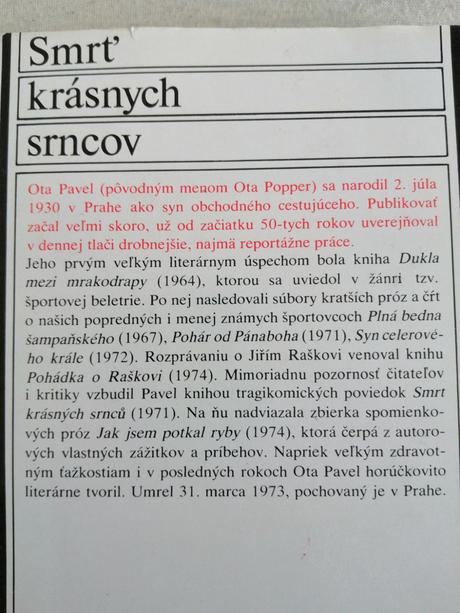 Smrť
krásnych
srncov
Ota Pavel (pôvodným menom Ota Popper) sa narodil 2. júla
1930 v Prahe ako syn obchodného cestujúceho. Publikovať
začal veľmi skoro, už od začiatku 50-tych rokov uverejňoval
v dennej tlači drobnejšie, najmä reportážne práce.
Jeho prvým veľkým literárnym úspechom bola kniha Dukla
mezi mrakodrapy (1964), ktorou sa uviedol v žánri tzv.
športovej beletrie. Po nej nasledovali súbory kratších próz a čŕt
o našich popredných i menej známych športovcoch Plná bedna
šampaňského (1967), Pohár od Pánaboha (1971), Syn celerové-
ho krále (1972). Rozprávaniu o Jiřím Raškovi venoval knihu
Pohádka o Raškovi (1974). Mimoriadnu pozornosť čitateľov
i kritiky vzbudil Pavel knihou tragikomických poviedok Smrt
krásných srnců (1971). Na ňu nadviazala zbierka spomienko-
vých próz Jak jsem potkal ryby (1974), ktorá čerpá z autoro-
vých vlastných zážitkov a príbehov. Napriek veľkým zdravot-
ným ťažkostiam i v posledných rokoch Ota Pavel horúčkovito
literárne tvoril. Umrel 31. marca 1973, pochovaný je v Prahe.